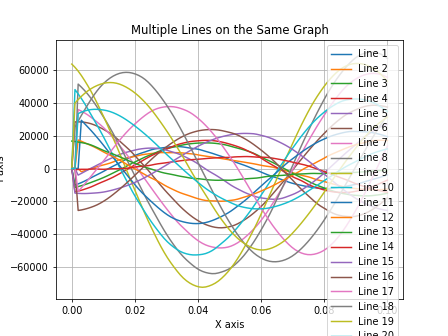 Multiple Lines on the Same Graph
60000
40000
20000
0
−20000
−40000
−60000
0.00
0.02
0.04
0.06
X axis
Line 1
Line 2
Line 3
Line 4
Line 5
Line 6
Line 7
Line 8
Line 9
Line 10
Line 11
Line 12
Line 13
Line 14
Line 15
Line 16
Line 17
Line 18
Line 19
Line 20